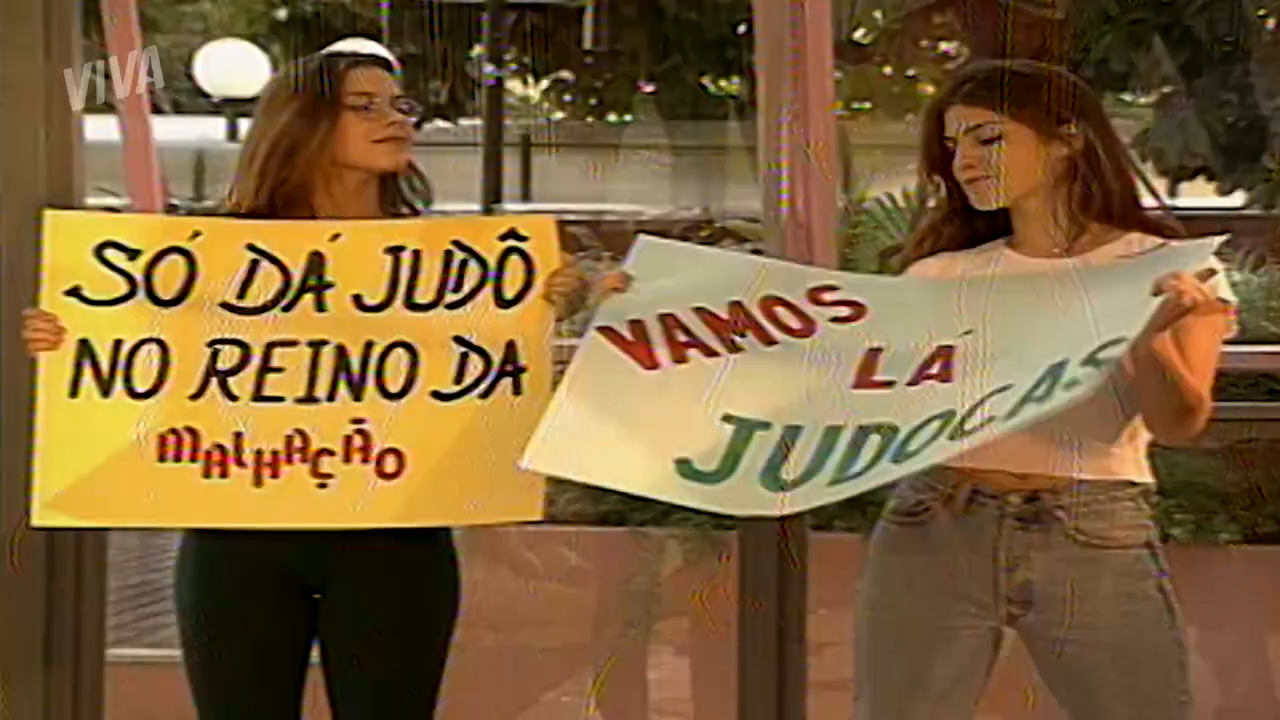 VIVA
SÓ DÁ JUDÔ
NO REINO DA
MALHAÇÃO
VAMOS
LÁ
JUDOCAS